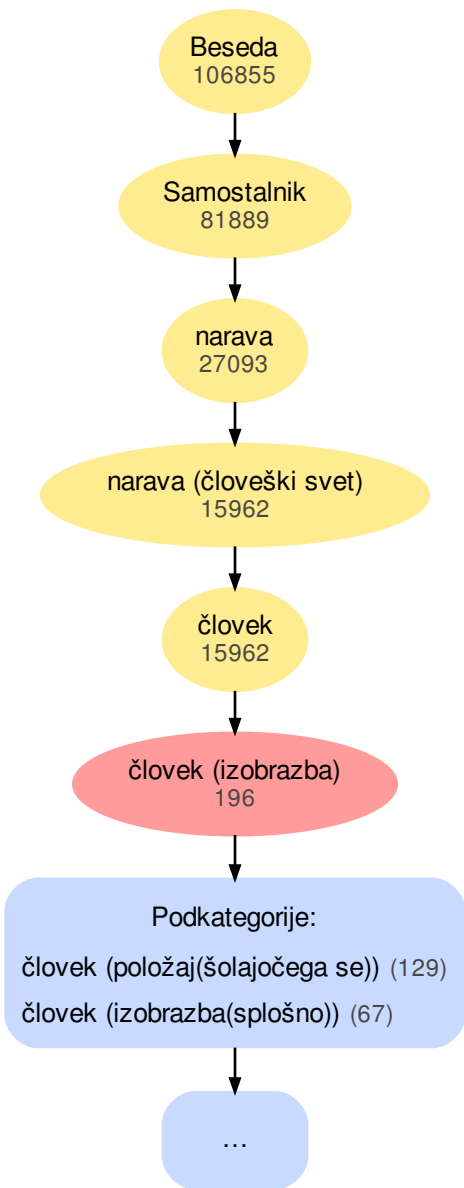 Beseda
106855
Samostalnik
81889
narava
27093
narava (človeški svet)
15962
človek
15962
človek (izobrazba)
196
Podkategorije:
človek (položaj(šolajočega se)) (129)
človek (izobrazba(splošno)) (67)
...